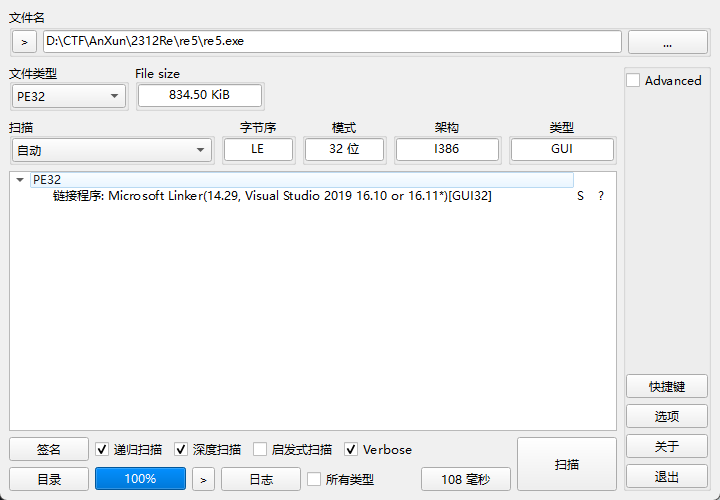 文件名
> D:\CTF\AnXun\2312Re\re5\re5.exe ...
文件类型 File size
PE32 834.50 KiB Advanced
扫描 字节序 模式 架构 类型
自动 LE 32 位 I386 GUI
PE32
链接程序: Microsoft Linker(14.29, Visual Studio 2019 16.10 or 16.11*)[GUI32] S ?
快捷键
选项
签名 递归扫描 深度扫描 启发式扫描 Verbose 扫描 关于
目录 100% > 日志 所有类型 108 毫秒 退出